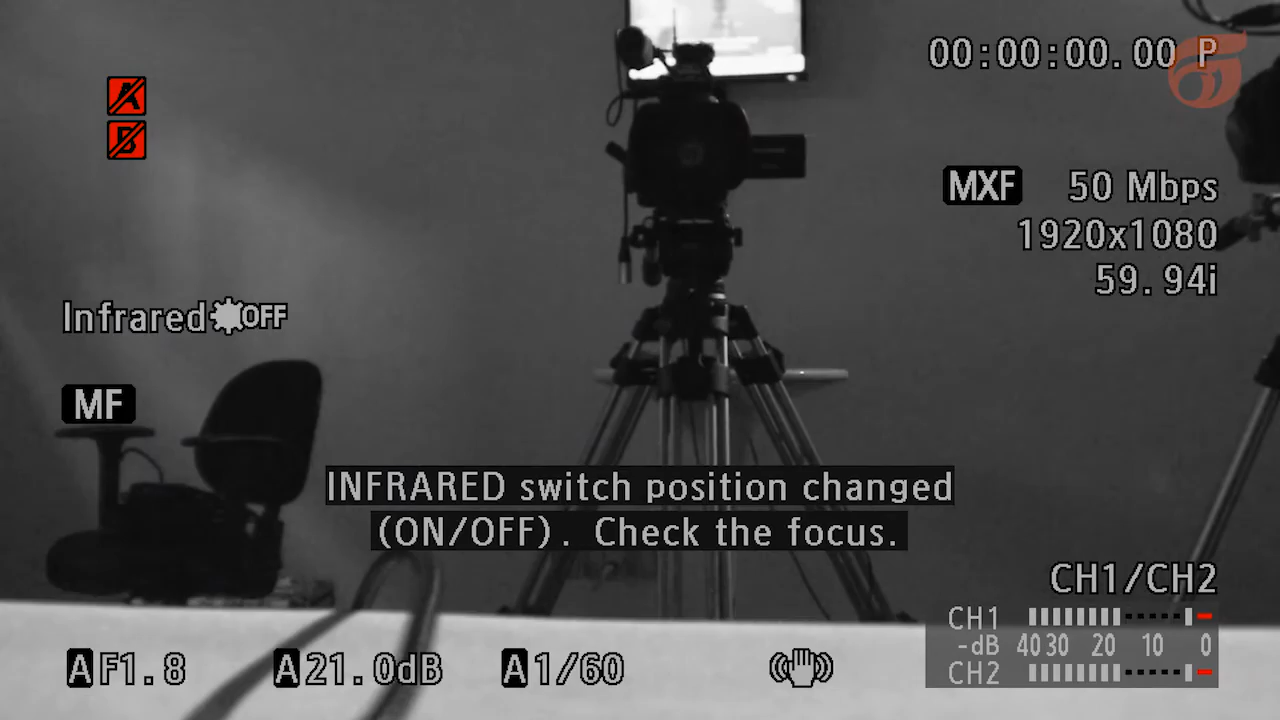 00:00:00.00 P
A
B
MXF 50 Mbps
1920x1080
59.94i
Infrared OFF
MF
INFRARED switch position changed
(ON/OFF). Check the focus.
CH1/CH2
CH1
-dB 40 30 20 10 0
CH2
A F1.8 A 21.0dB A 1/60